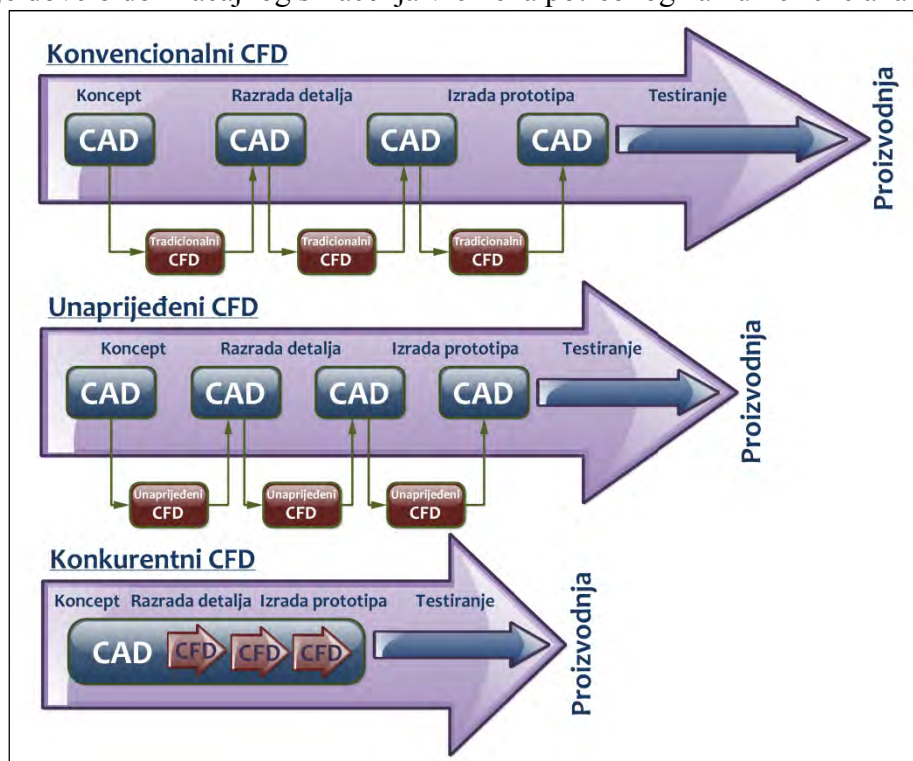 Konvencionalni CFD
Koncept Razrada detalja Izrada prototipa Testiranje
CAD CAD CAD CAD
Proizvodnja
Tradicionalni Tradicionalni Tradicionalni
CFD CFD CFD
Unaprijeđeni CFD
Koncept Razrada detalja Izrada prototipa Testiranje
CAD CAD CAD CAD
Proizvodnja
Unaprijeđeni Unaprijeđeni Unaprijeđeni
CFD CFD CFD
Konkurentni CFD
Koncept Razrada detalja Izrada prototipa Testiranje
CAD CFD CFD CFD
Proizvodnja